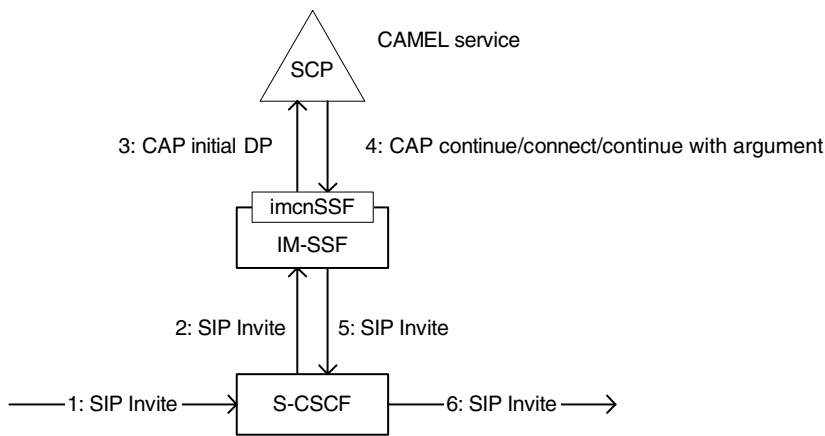 CAMEL service
SCP
3: CAP initial DP
4: CAP continue/connect/continue with argument
imcnSSF
IM-SSF
2: SIP Invite
5: SIP Invite
1: SIP Invite
S-CSCF
6: SIP Invite